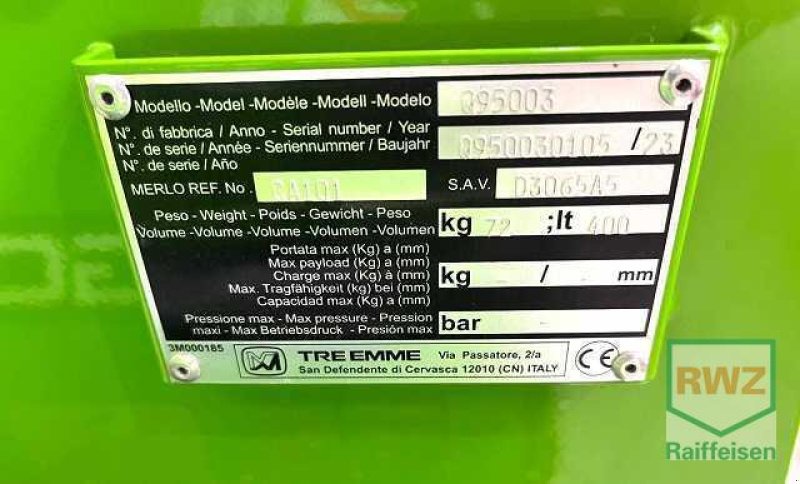 Modello -Model -Modèle -Modell -Modelo Q95003
N°. di fabbrica / Anno - Serial number / Year
N°. de série / Année - Seriennummer / Baujahr Q950030105 / 23
N°. de serie / Año
MERLO REF. No. S.A.V. D3065A5
Peso - Weight - Poids - Gewicht - Peso
Volume -Volume - Volume -Volumen -Volumen kg 72 ;lt 400
Portata max (Kg) a (mm)
Max payload (Kg) a (mm)
Charge max (Kg) à (mm) kg - / - mm
Max. Tragfähigkeit (kg) bei (mm)
Capacidad max (Kg) a (mm)
Pressione max - Max pressure - Pression
maxi - Max Betriebsdruck - Presión max bar -
3M000185
TRE EMME Via Passatore, 2/a
San Defendente di Cervasca 12010 (CN) ITALY
CE
RWZ
Raiffeisen